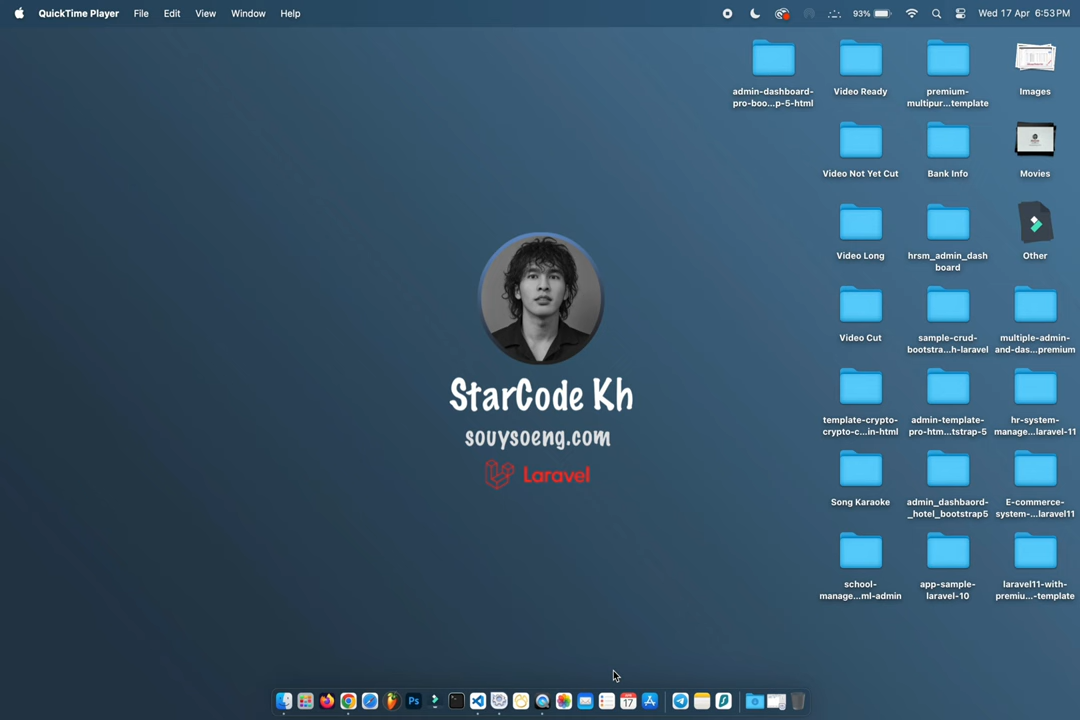 QuickTime Player File Edit View Window Help
93% Wed 17 Apr 6:53 PM
admin-dashboard-
pro-boo...p-5-html
Video Ready
premium-
multipur...template
Images
Video Not Yet Cut
Bank Info
Movies
Video Long
hrsm_admin_dash
board
Other
Video Cut
sample-crud-
bootstra...h-laravel
multiple-admin-
and-das...premium
template-crypto-
crypto-c...in-html
admin-template-
pro-htm...tstrap-5
hr-system-
manage...laravel-11
Song Karaoke
admin_dashbaord-
_hotel_bootstrap5
E-commerce-
system-...laravel11
school-
manage...ml-admin
app-sample-
laravel-10
laravel11-with-
premiu...-template
StarCode Kh
souysoeng.com
Laravel
Ps
17